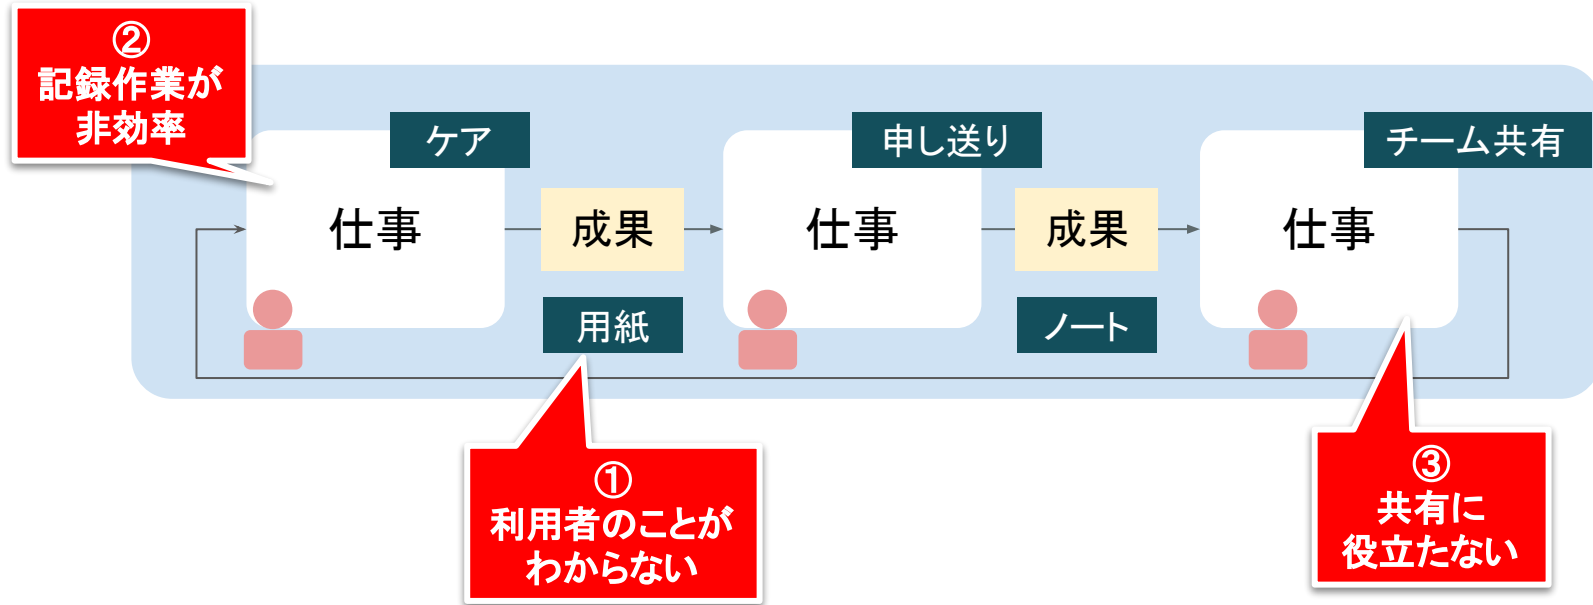 ②
記録作業が
非効率
ケア
申し送り
チーム共有
仕事
成果
仕事
成果
仕事
用紙
ノート
①
利用者のことが
わからない
③
共有に
役立たない